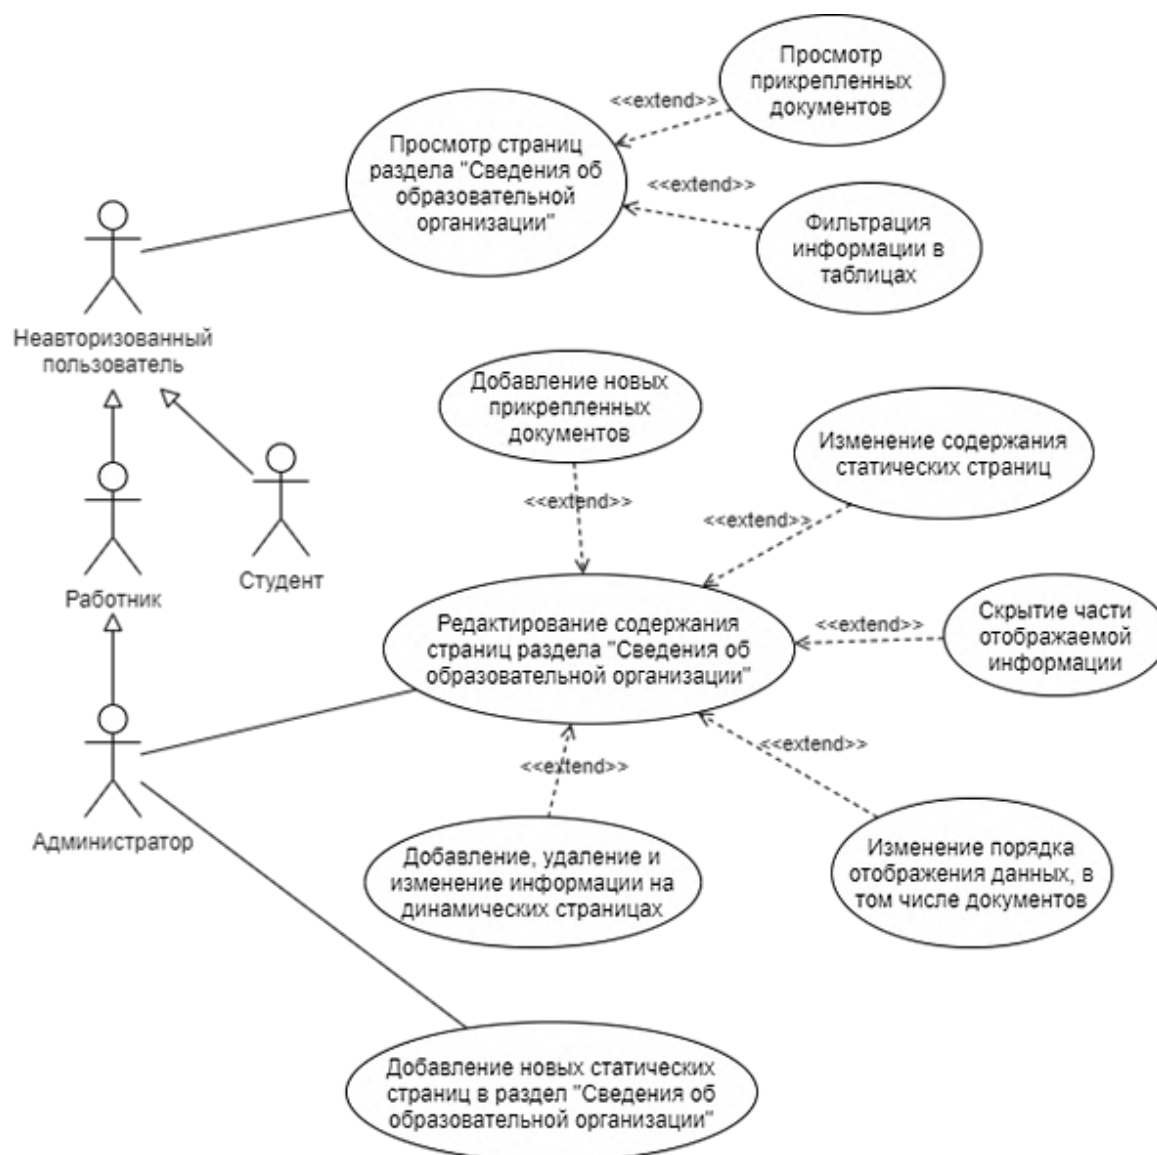 Просмотр
прикрепленных
документов
<<extend>>
Просмотр страниц
раздела "Сведения об
образовательной
организации"
<<extend>>
Фильтрация
информации в
таблицах
Неавторизованный
пользователь
Добавление новых
прикрепленных
документов
Изменение содержания
статических страниц
<<extend>>
<<extend>>
Студент
Работник
Редактирование содержания
страниц раздела "Сведения об
образовательной организации"
<<extend>>
Скрытие части
отображаемой
информации
<<extend>>
<<extend>>
Администратор
Добавление, удаление и
изменение информации на
динамических страницах
Изменение порядка
отображения данных, в
том числе документов
Добавление новых статических
страниц в раздел "Сведения об
образовательной организации"